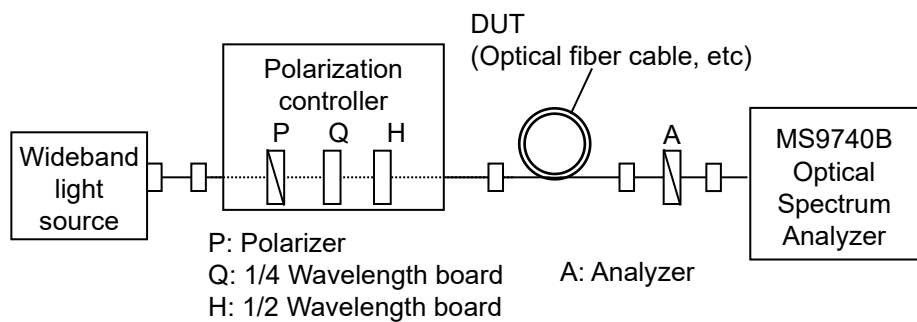 DUT
(Optical fiber cable, etc)
Polarization
controller
P Q H
A
Wideband
light
source
MS9740B
Optical
Spectrum
Analyzer
P: Polarizer
Q: 1/4 Wavelength board
H: 1/2 Wavelength board
A: Analyzer